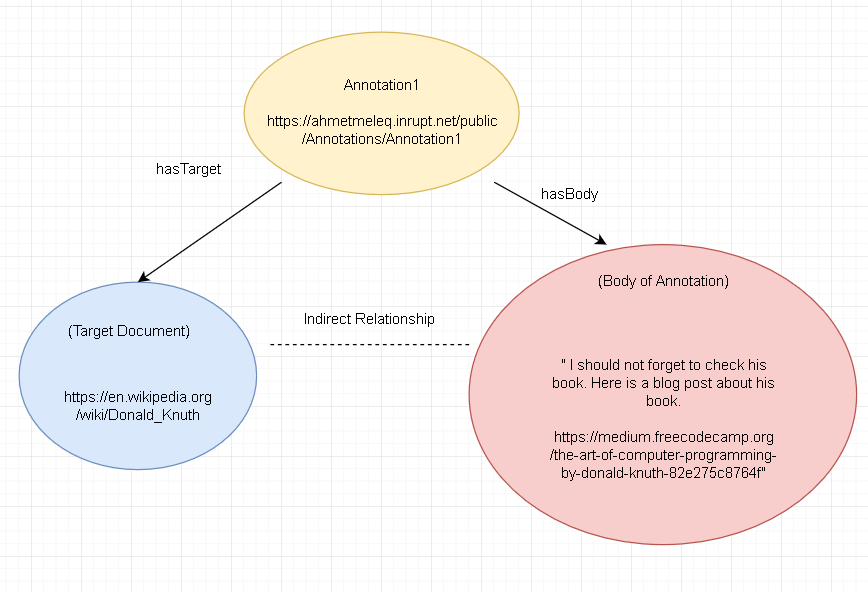 Annotation1
https://ahmetmeleq.inrupt.net/public
/Annotations/Annotation1
hasTarget
hasBody
(Target Document)
https://en.wikipedia.org
/wiki/Donald_Knuth
Indirect Relationship
(Body of Annotation)
" I should not forget to check his
book. Here is a blog post about his
book.
https://medium.freecodecamp.org
/the-art-of-computer-programming-
by-donald-knuth-82e275c8764f"